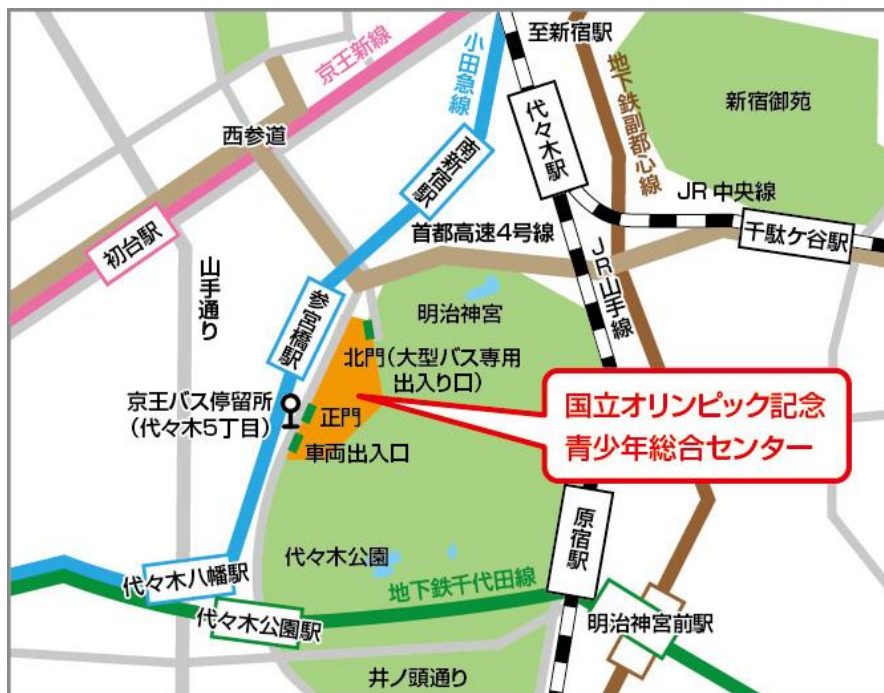 至新宿駅
京王新線
小田急線
地下鉄副都心線
新宿御苑
代々木駅
西参道
南新宿駅
JR中央線
千駄ケ谷駅
首都高速4号線
初台駅
山手通り
JR山手線
参宮橋駅
明治神宮
北門(大型バス専用
出入り口)
京王バス停留所
(代々木5丁目)
正門
車両出入口
国立オリンピック記念
青少年総合センター
原宿駅
代々木公園
代々木八幡駅
地下鉄千代田線
代々木公園駅
明治神宮前駅
井ノ頭通り